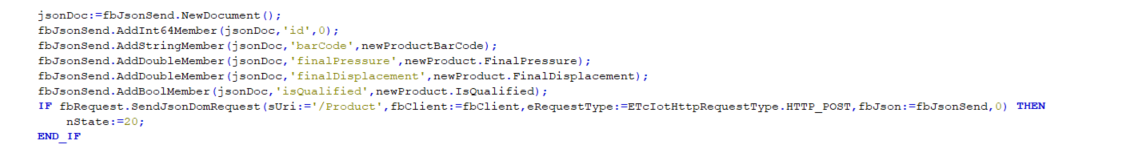 jsonDoc:=fbJsonSend.NewDocument();
fbJsonSend.AddInt64Member(jsonDoc,'id',0);
fbJsonSend.AddStringMember(jsonDoc,'barCode',newProductBarCode);
fbJsonSend.AddDoubleMember(jsonDoc,'finalPressure',newProduct.FinalPressure);
fbJsonSend.AddDoubleMember(jsonDoc,'finalDisplacement',newProduct.FinalDisplacement);
fbJsonSend.AddBoolMember(jsonDoc,'isQualified',newProduct.IsQualified);
IF fbRequest.SendJsonDomRequest(sUri:='/Product',fbClient:=fbClient,eRequestType:=ETcIotHttpRequestType.HTTP_POST,fbJson:=fbJsonSend,0) THEN
    nState:=20;
END_IF